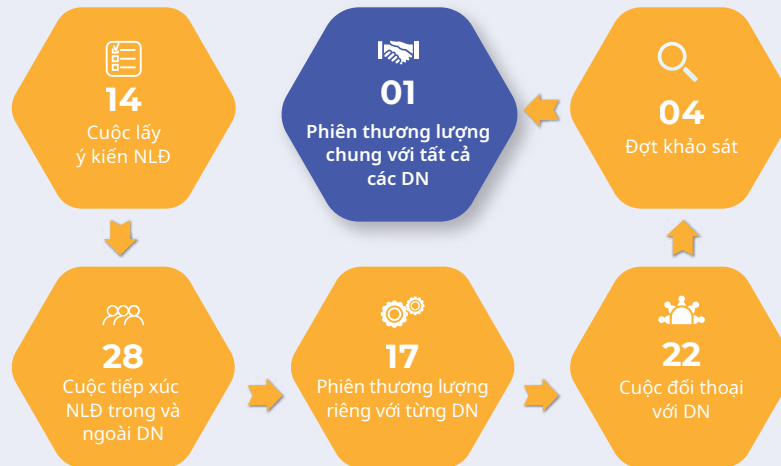 14
Cuộc lấy
ý kiến NLĐ
01
Phiên thương lượng
chung với tất cả
các DN
04
Đợt khảo sát
28
Cuộc tiếp xúc
NLĐ trong và
ngoài DN
17
Phiên thương lượng
riêng với từng DN
22
Cuộc đối thoại
với DN